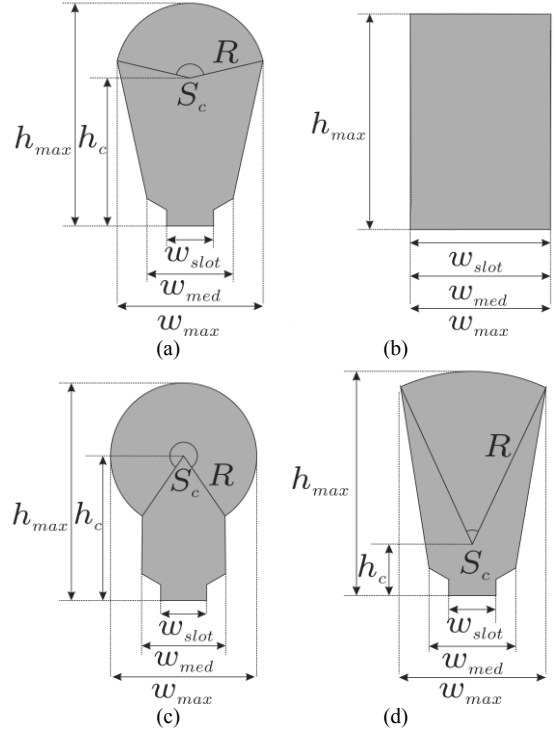 R
S_c
h_max
h_c
w_slot
w_med
w_max
(a)
h_max
w_slot
w_med
w_max
(b)
S_c
R
h_max
h_c
w_slot
w_med
w_max
(c)
R
h_max
S_c
h_c
w_slot
w_med
w_max
(d)